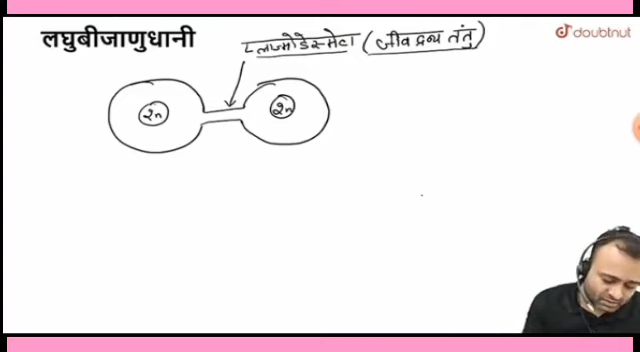 लघुबीजाणुधानी
प्लाज्मोडेस्मेटा (जीव द्रव्य तंतु)
doubtnut
2n
2n